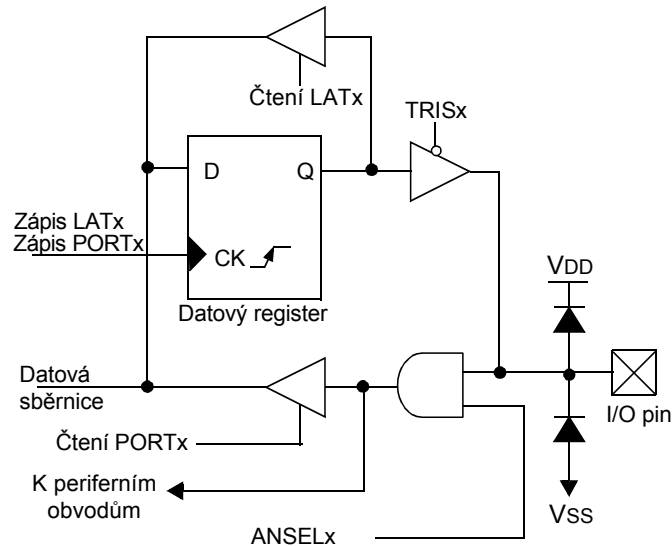 Čtení LATx
TRISx
D
Q
Zápis LATx
Zápis PORTx
CK
VDD
Datový register
Datová
sběrnice
I/O pin
Čtení PORTx
K periferním
obvodům
VSS
ANSELx